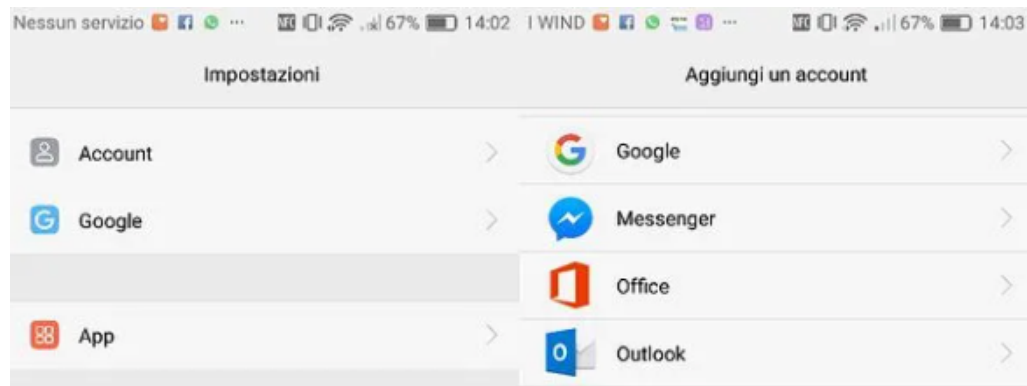 Nessun servizio 67% 14:02
Impostazioni
Account
Google
App
I WIND 67% 14:03
Aggiungi un account
Google
Messenger
Office
Outlook